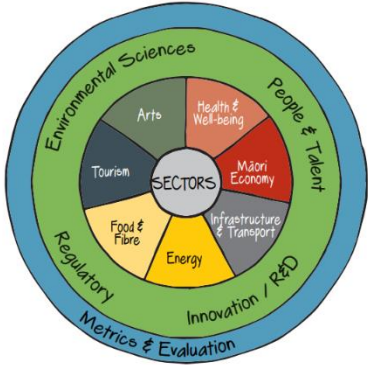 Environmental Sciences
People & Talent
Innovation / R&D
Regulatory
Metrics & Evaluation
SECTORS
Arts
Health &
Well-being
Māori
Economy
Infrastructure
& Transport
Energy
Food &
Fibre
Tourism